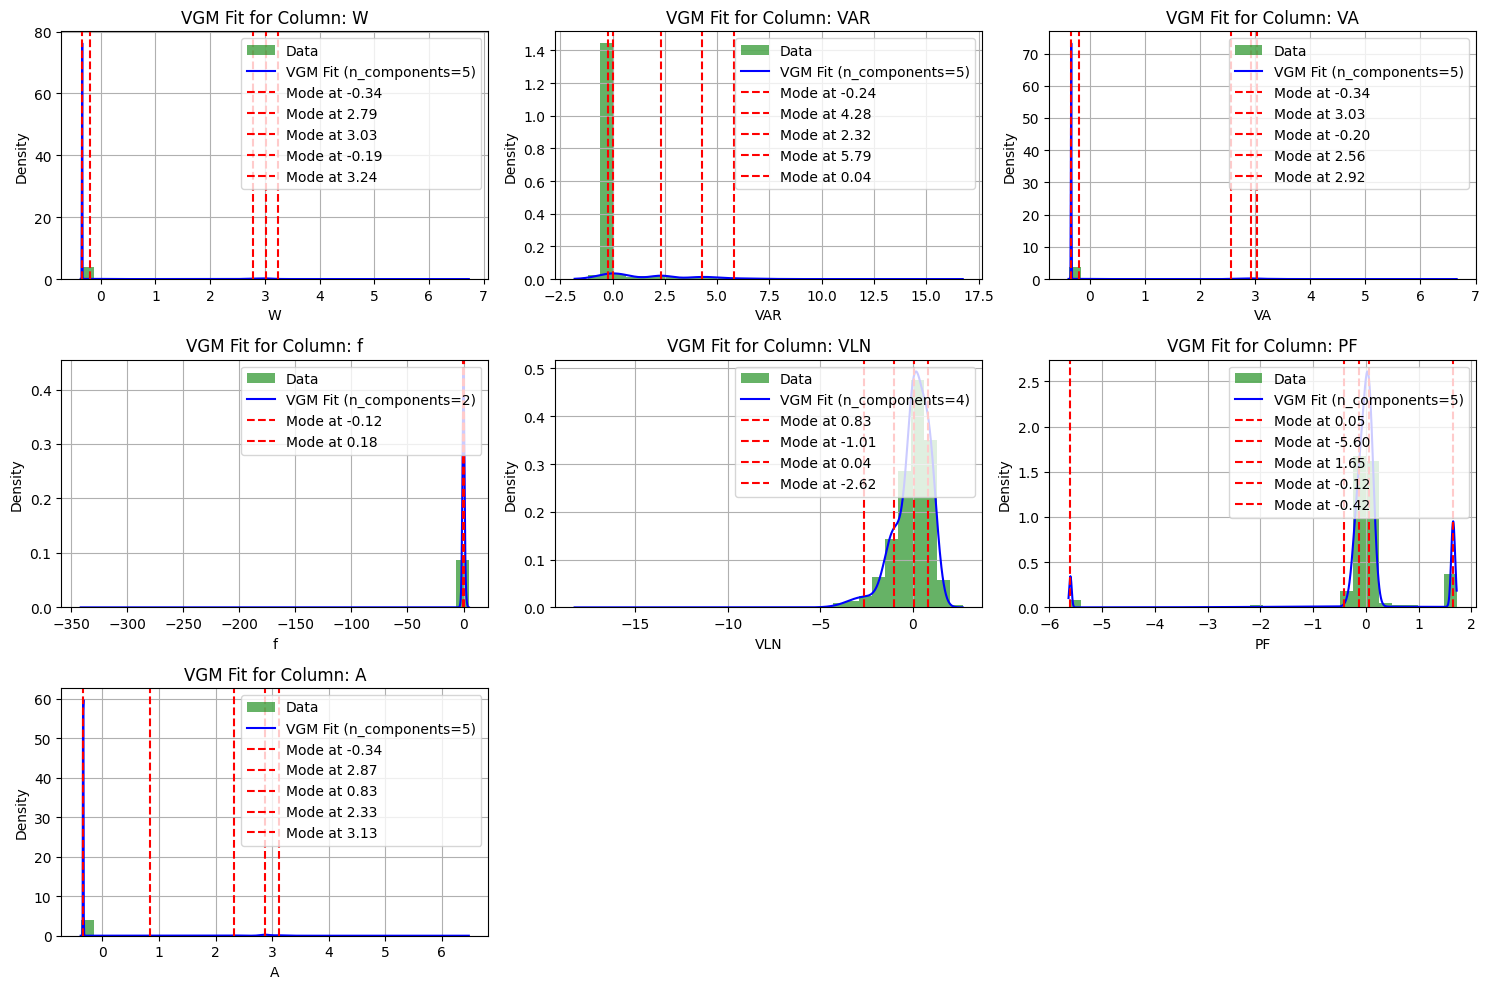 VGM Fit for Column: W
80
60
40
20
0
Density
0
1
2
3
4
5
6
7
W
Data
VGM Fit (n_components=5)
Mode at -0.34
Mode at 2.79
Mode at 3.03
Mode at -0.19
Mode at 3.24
VGM Fit for Column: VAR
1.4
1.2
1.0
0.8
0.6
0.4
0.2
0.0
Density
−2.5
0.0
2.5
5.0
7.5
10.0
12.5
15.0
17.5
VAR
Data
VGM Fit (n_components=5)
Mode at -0.24
Mode at 4.28
Mode at 2.32
Mode at 5.79
Mode at 0.04
VGM Fit for Column: VA
70
60
50
40
30
20
10
0
Density
0
1
2
3
4
5
6
7
VA
Data
VGM Fit (n_components=5)
Mode at -0.34
Mode at 3.03
Mode at -0.20
Mode at 2.56
Mode at 2.92
VGM Fit for Column: f
0.4
0.3
0.2
0.1
0.0
Density
−350
−300
−250
−200
−150
−100
−50
0
f
Data
VGM Fit (n_components=2)
Mode at -0.12
Mode at 0.18
VGM Fit for Column: VLN
0.5
0.4
0.3
0.2
0.1
0.0
Density
−15
−10
−5
0
VLN
Data
VGM Fit (n_components=4)
Mode at 0.83
Mode at -1.01
Mode at 0.04
Mode at -2.62
VGM Fit for Column: PF
2.5
2.0
1.5
1.0
0.5
0.0
Density
−6
−5
−4
−3
−2
−1
0
1
2
PF
Data
VGM Fit (n_components=5)
Mode at 0.05
Mode at -5.60
Mode at 1.65
Mode at -0.12
Mode at -0.42
VGM Fit for Column: A
60
50
40
30
20
10
0
Density
0
1
2
3
4
5
6
A
Data
VGM Fit (n_components=5)
Mode at -0.34
Mode at 2.87
Mode at 0.83
Mode at 2.33
Mode at 3.13